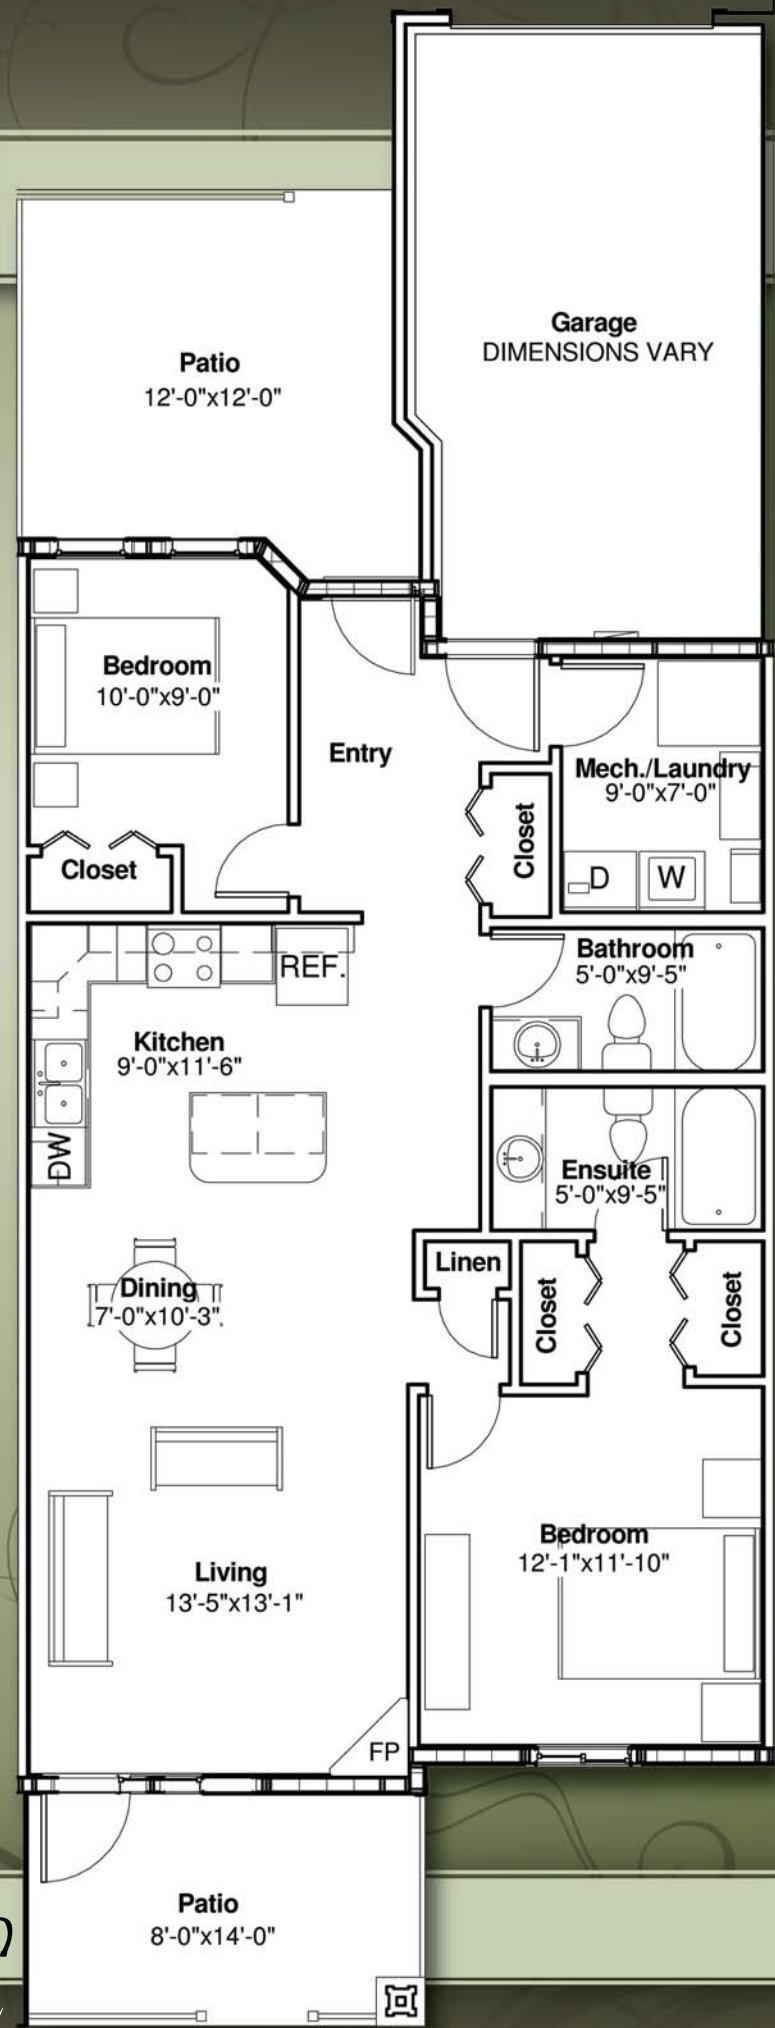 Garage
DIMENSIONS VARY
Patio
12'-0"x12'-0"
Bedroom
10'-0"x9'-0"
Entry
Mech./Laundry
9'-0"x7'-0"
Closet
Closet
D
W
REF.
Bathroom
5'-0"x9'-5"
Kitchen
9'-0"x11'-6"
DW
Ensuite
5'-0"x9'-5"
Linen
Closet
Closet
Dining
7'-0"x10'-3"
Bedroom
12'-1"x11'-10"
Living
13'-5"x13'-1"
FP
Patio
8'-0"x14'-0"